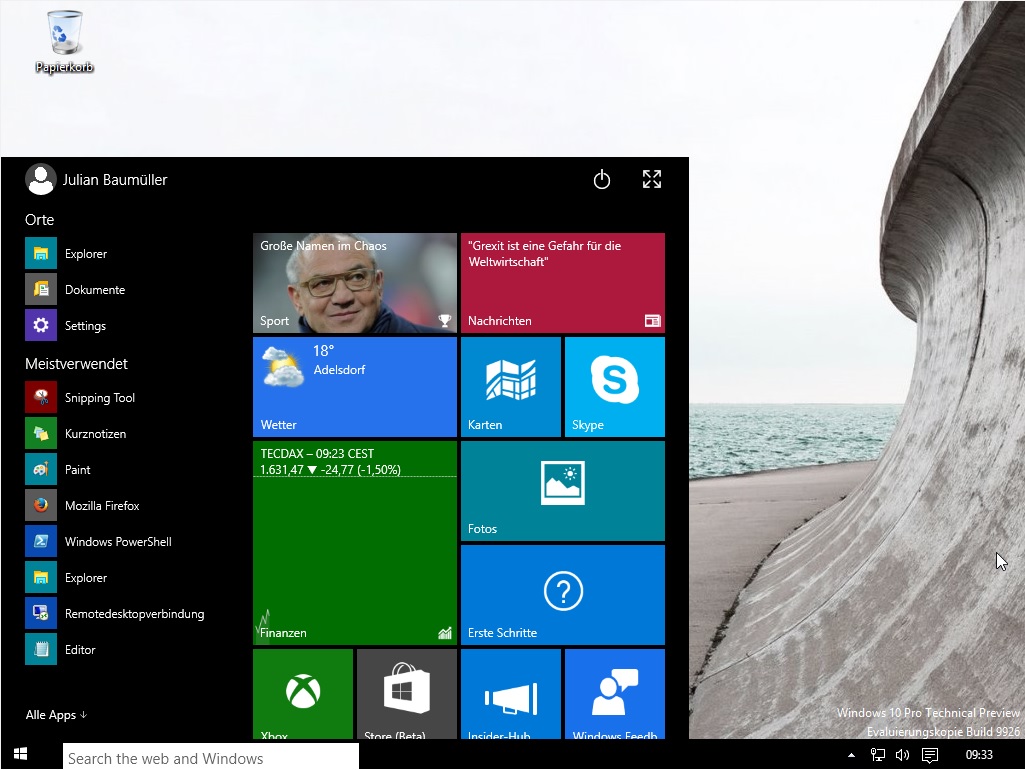 Papierkorb
Julian Baumüller
Orte
Explorer
Dokumente
Settings
Meistverwendet
Snipping Tool
Kurznotizen
Paint
Mozilla Firefox
Windows PowerShell
Explorer
Remotedesktopverbindung
Editor
Alle Apps ↓
Große Namen im Chaos
Sport
"Grexit ist eine Gefahr für die
Weltwirtschaft"
Nachrichten
18°
Adelsdorf
Wetter
Karten
Skype
TECDAX – 09:23 CEST
1.631,47 ▼ -24,77 (-1,50%)
Finanzen
Fotos
Erste Schritte
Xbox
Store (Beta)
Insider-Hub
Windows Feedb
Windows 10 Pro Technical Preview
Evaluierungskopie Build 9926
Search the web and Windows
09:33